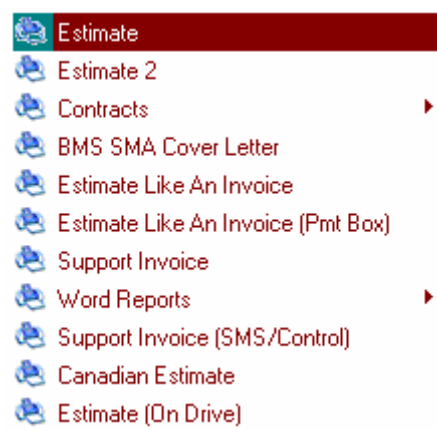 Estimate
Estimate 2
Contracts
BMS SMA Cover Letter
Estimate Like An Invoice
Estimate Like An Invoice (Pmt Box)
Support Invoice
Word Reports
Support Invoice (SMS/Control)
Canadian Estimate
Estimate (On Drive)